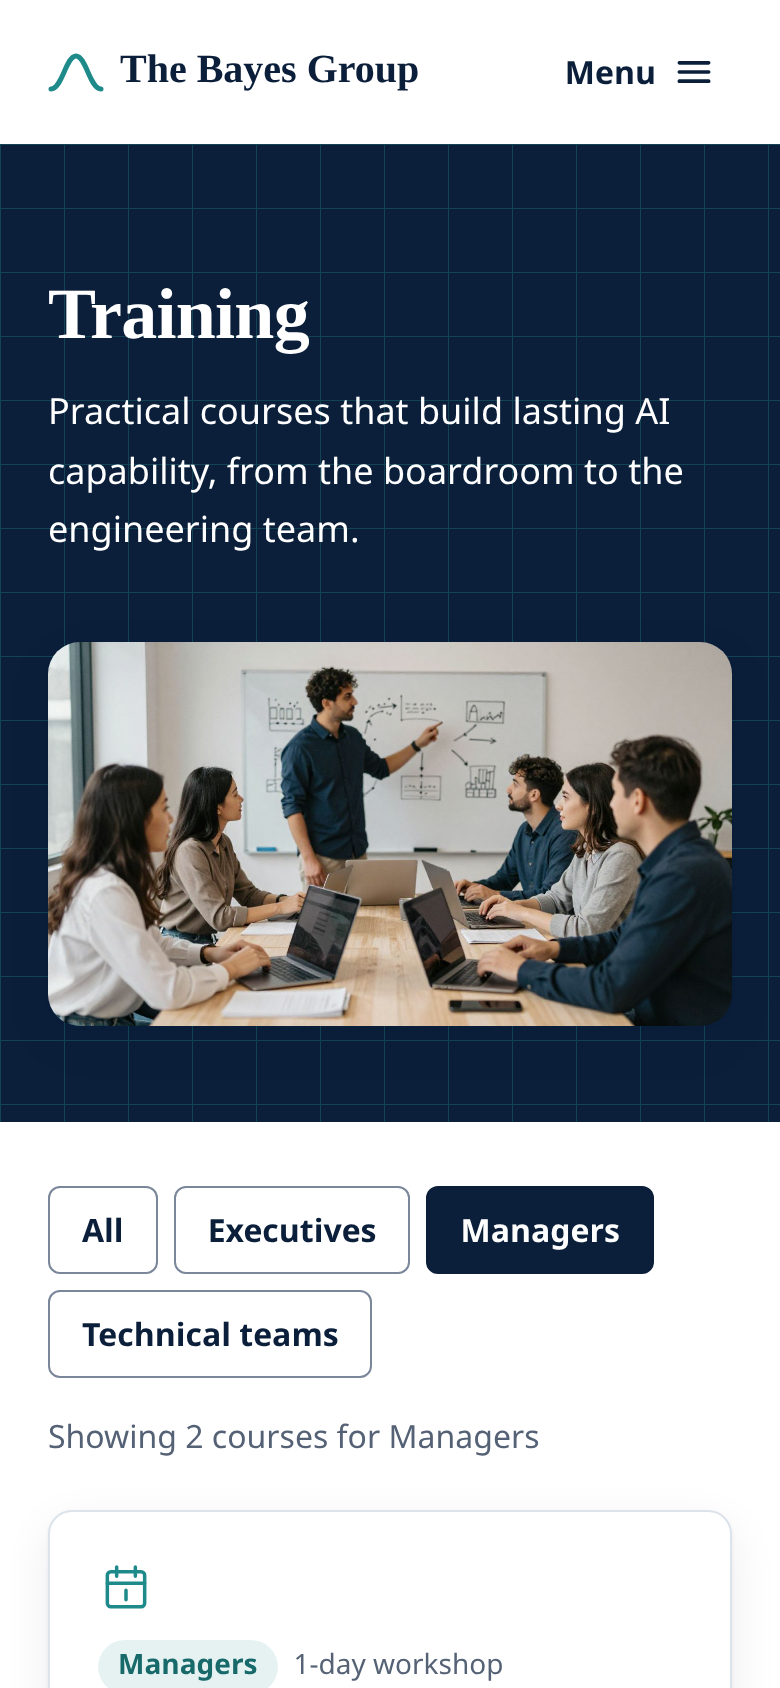 The Bayes Group
Menu
Training
Practical courses that build lasting AI
capability, from the boardroom to the
engineering team.
All
Executives
Managers
Technical teams
Showing 2 courses for Managers
Managers
1-day workshop